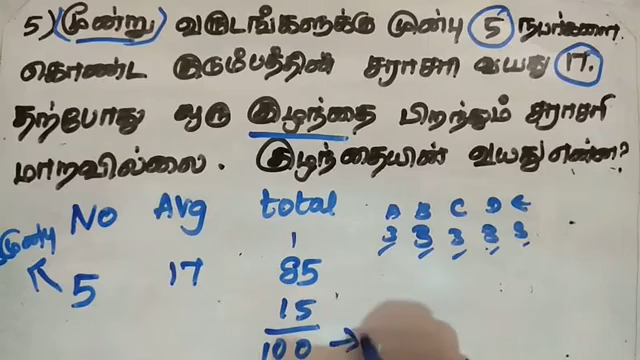 5) மூன்று வருடங்களுக்கு முன்பு 5 நபர்களை
கொண்ட குடும்பத்தின் சராசரி வயது 17.
தற்போது ஒரு குழந்தை பிறந்தும் சராசரி
மாறவில்லை. குழந்தையின் வயது என்ன?
No Avg total
A B C D E
முன்பு
3 3 3 3 3
1
5 17 85
15
100 →